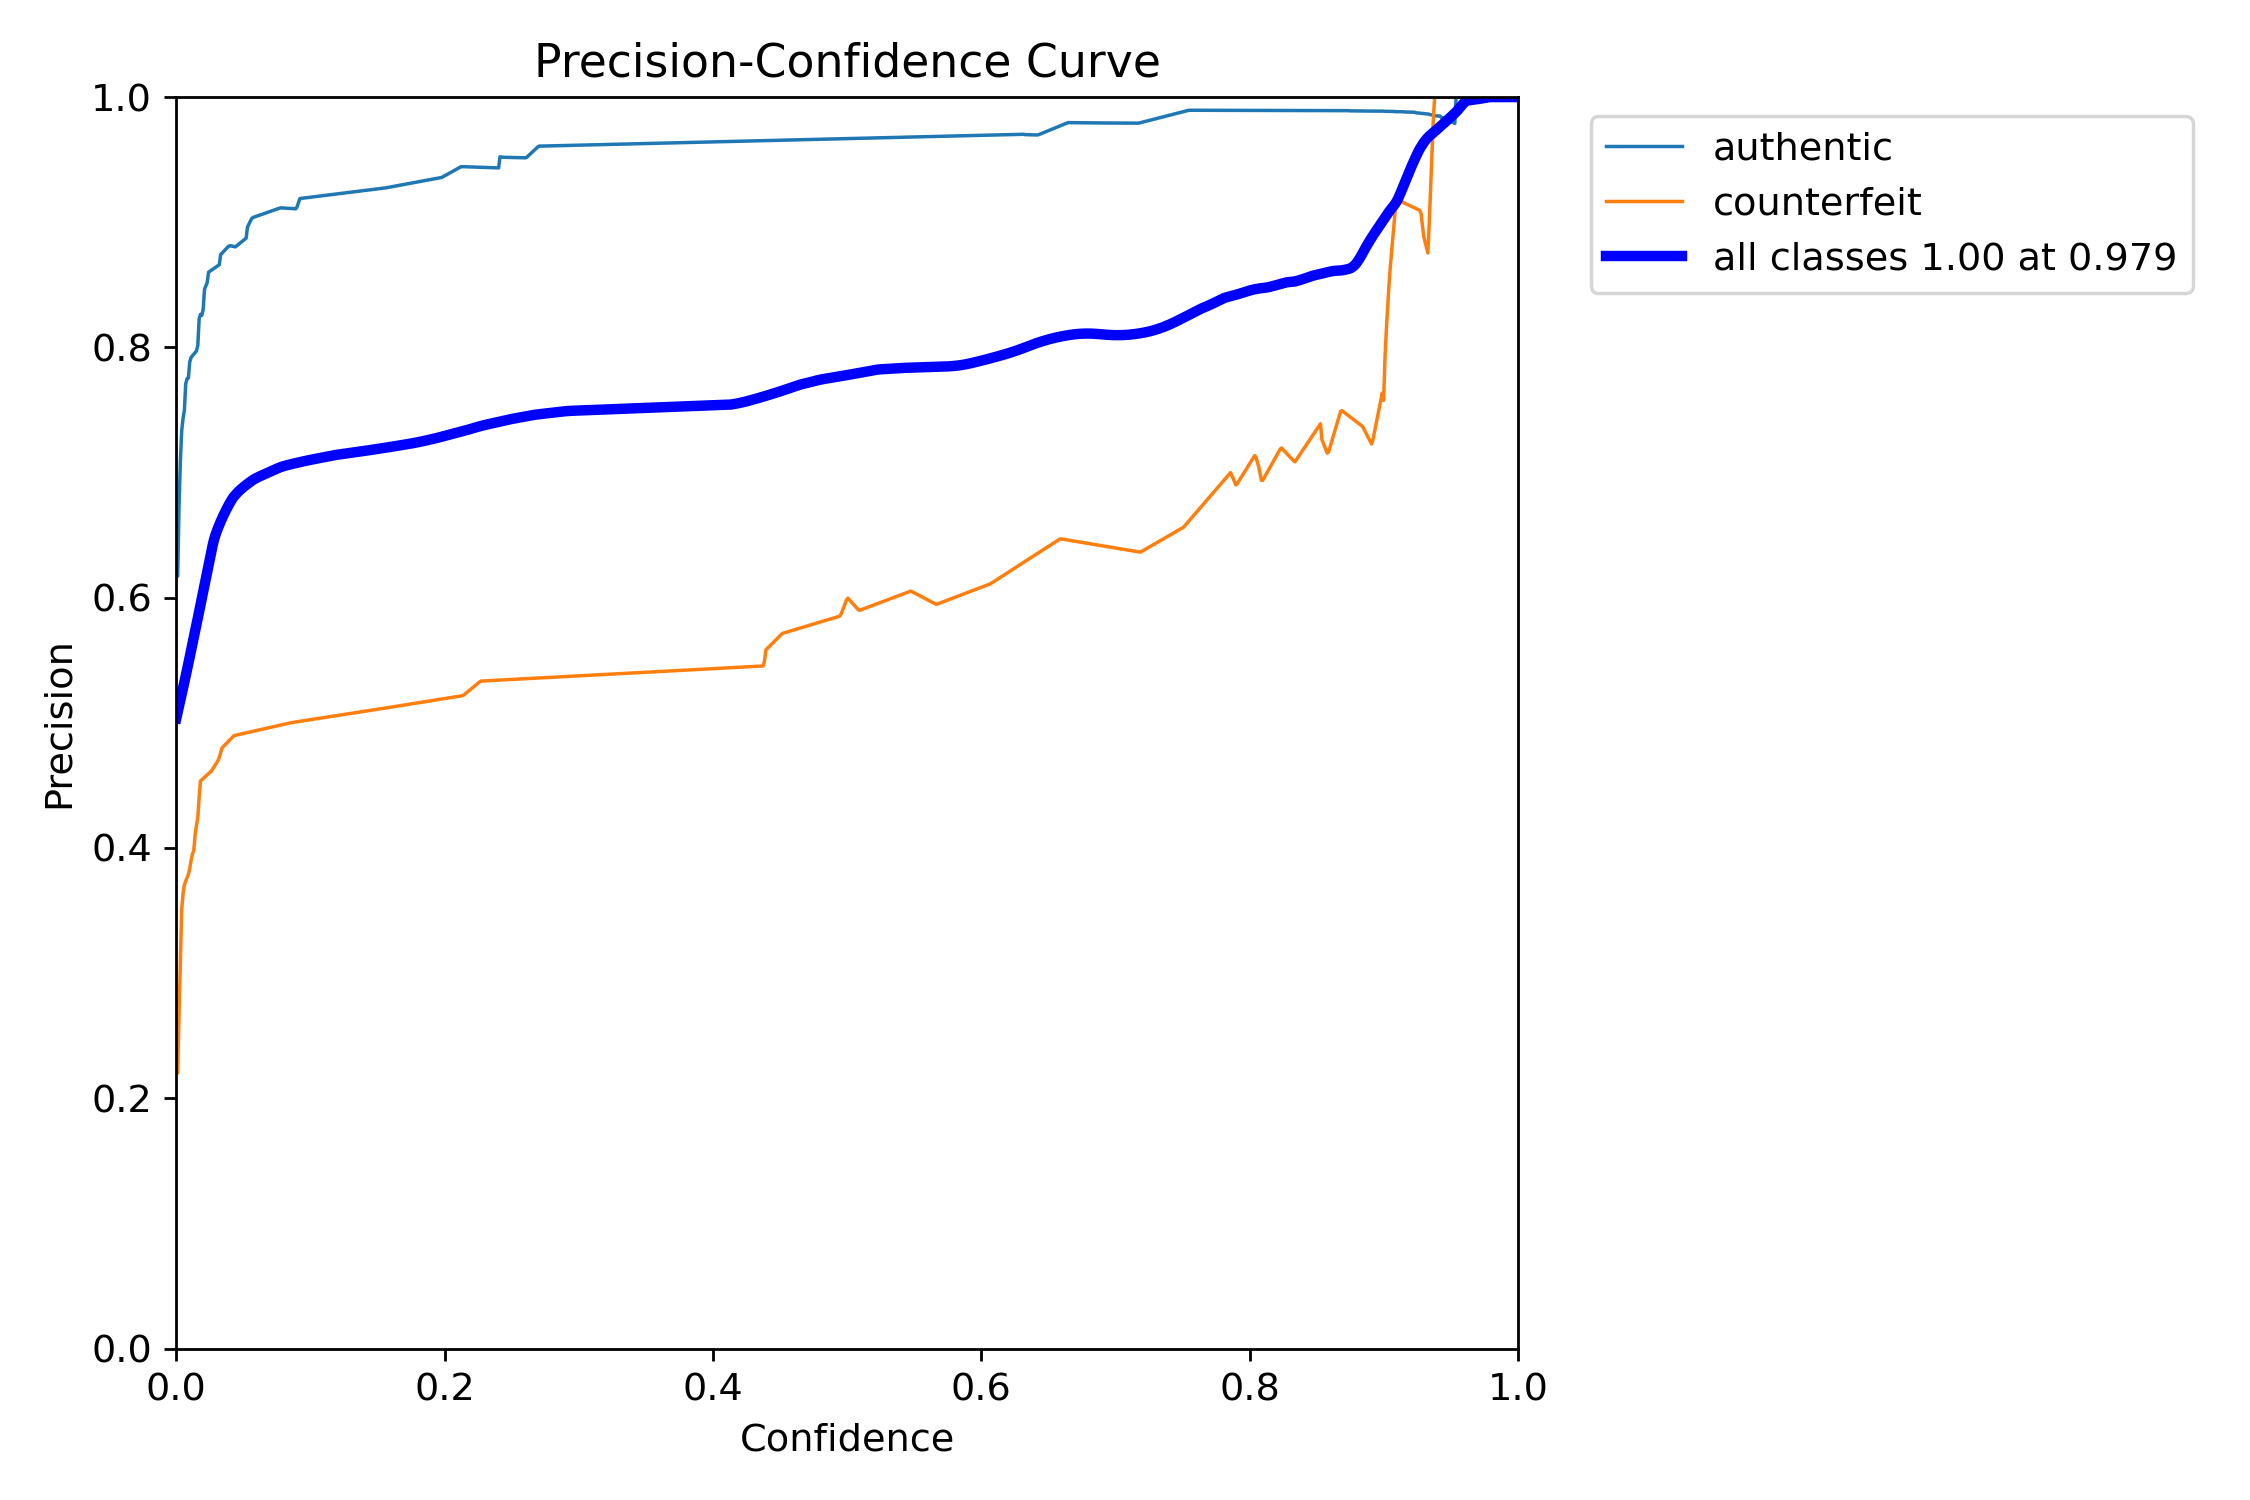 Precision-Confidence Curve
1.0
0.8
0.6
0.4
0.2
0.0
Precision
0.0 0.2 0.4 0.6 0.8 1.0
Confidence
authentic
counterfeit
all classes 1.00 at 0.979